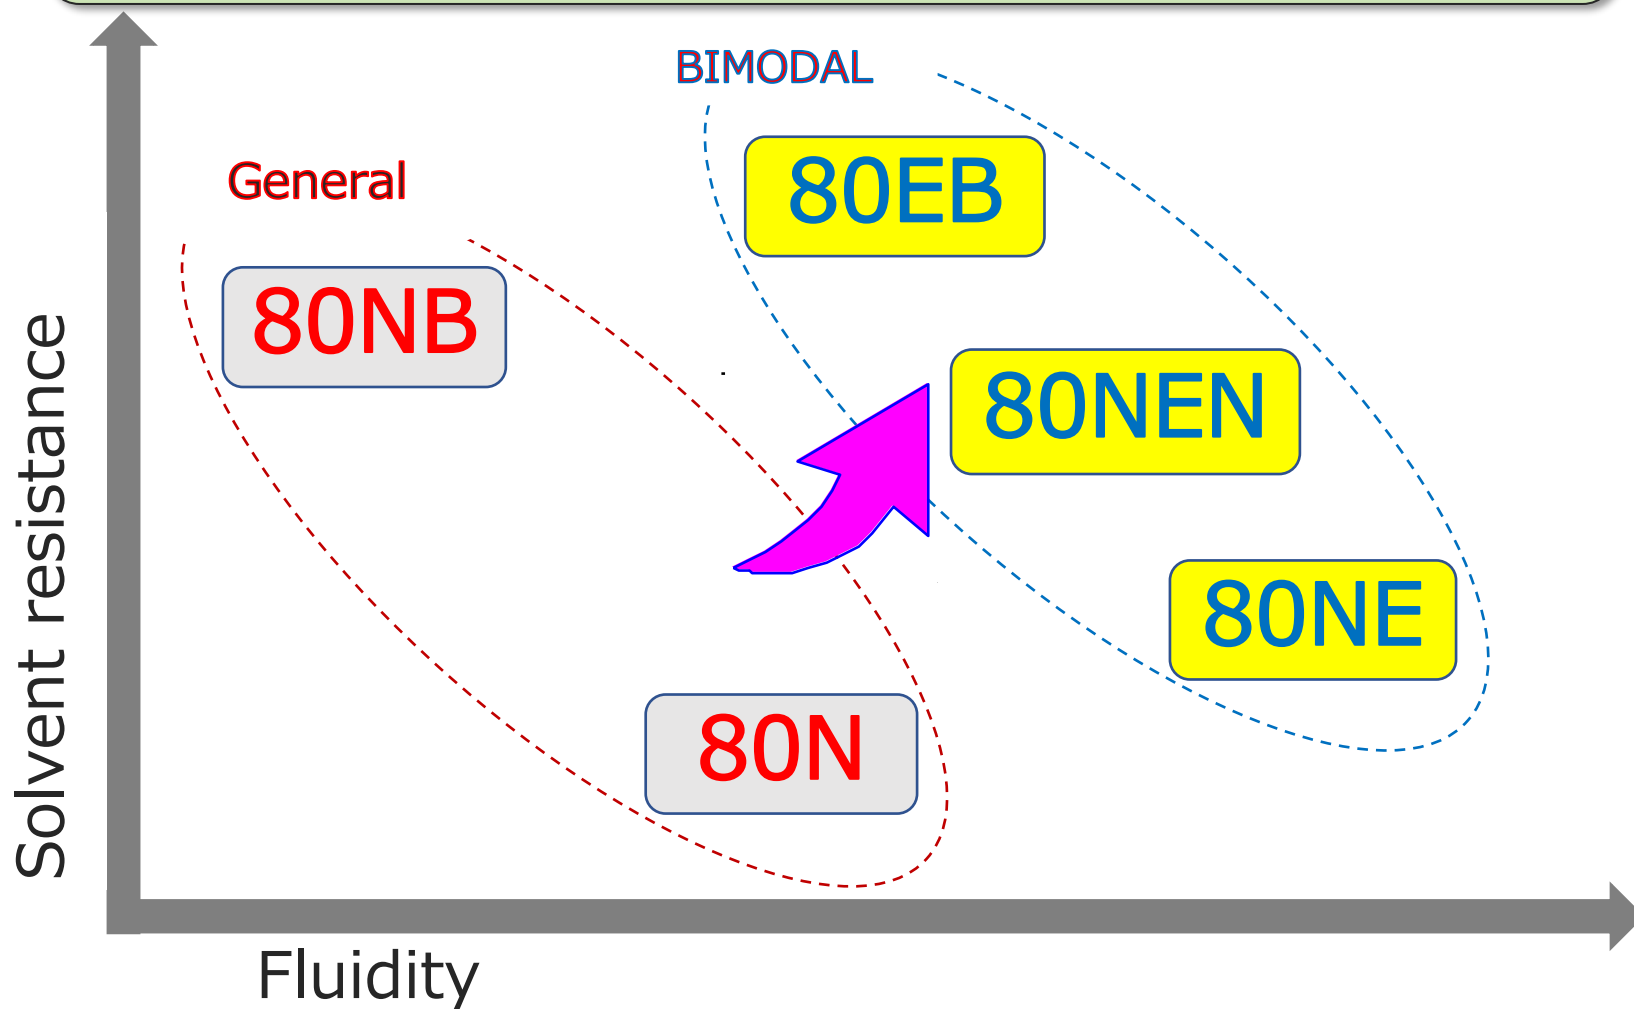 BIMODAL
General
80EB
80NB
80NEN
80NE
80N
Solvent resistance
Fluidity